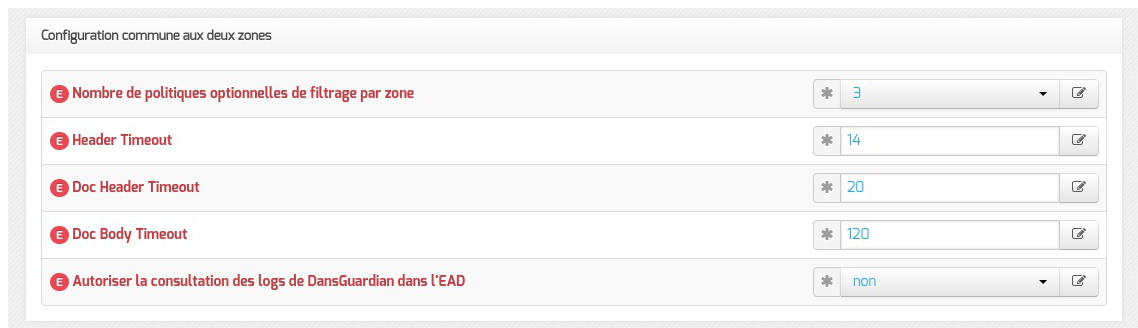 Configuration commune aux deux zones
E Nombre de politiques optionnelles de filtrage par zone 3
E Header Timeout 14
E Doc Header Timeout 20
E Doc Body Timeout 120
E Autoriser la consultation des logs de DansGuardian dans l'EAD non